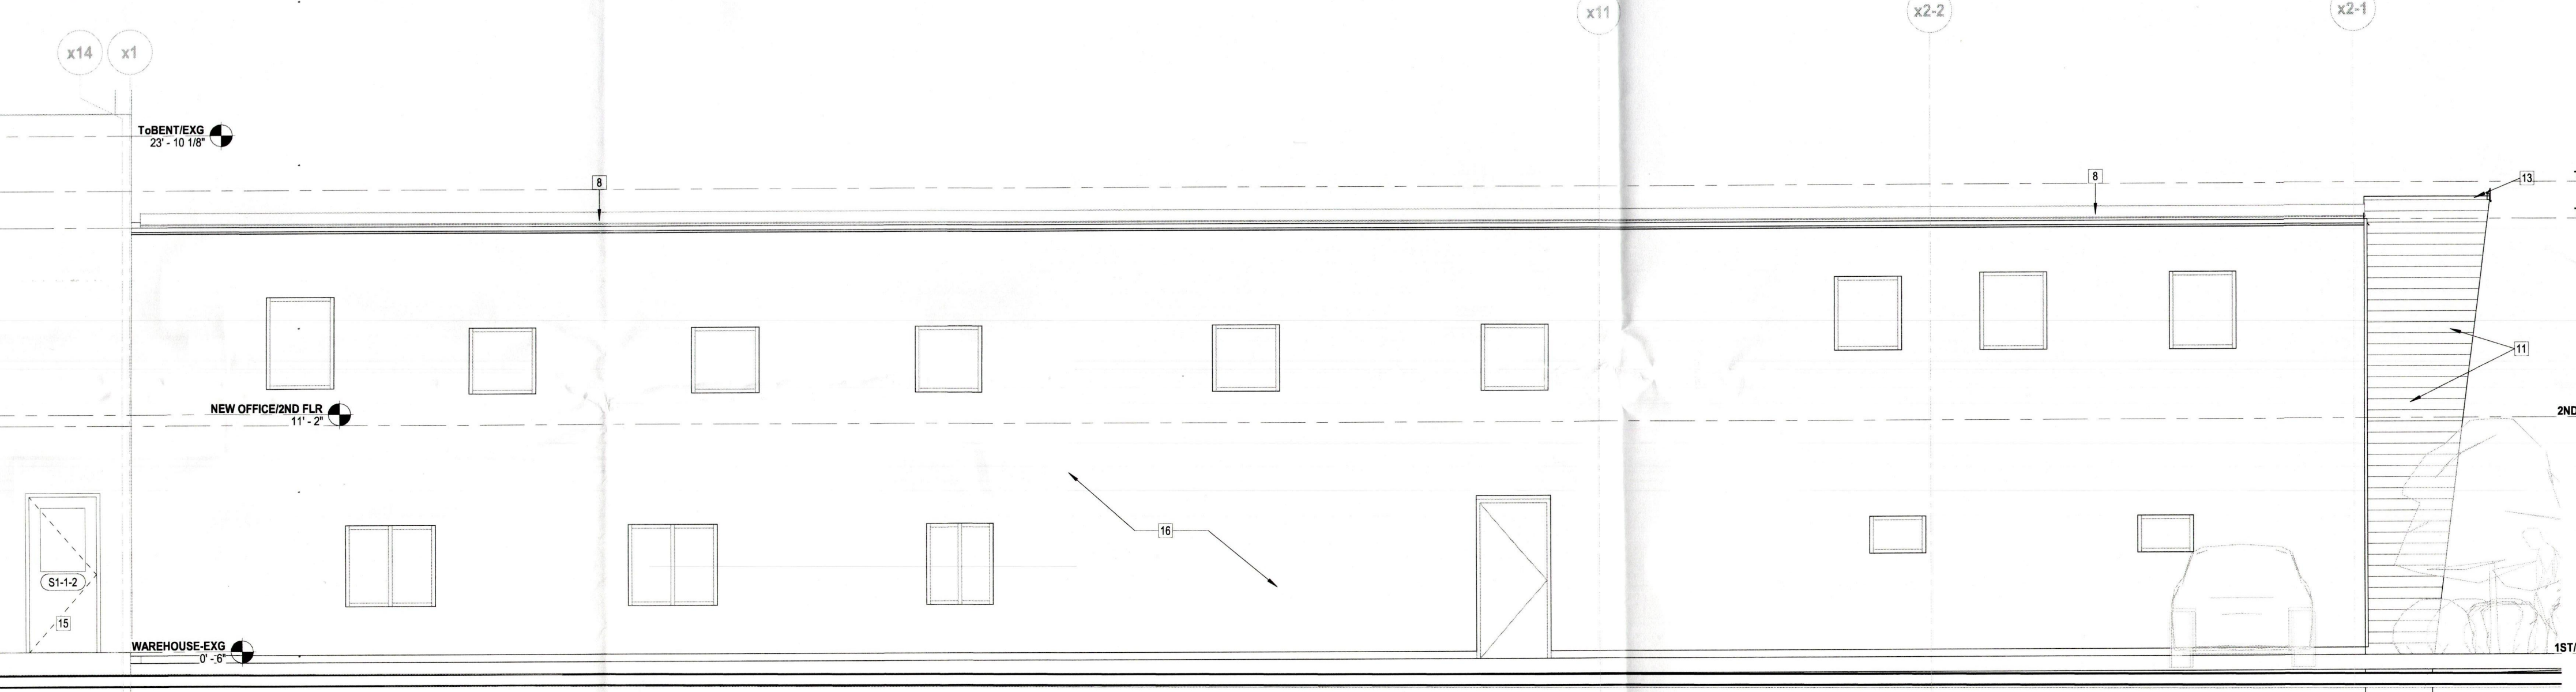 x14
x1
x11
x2-2
x2-1
ToBENT/EXG
23' - 10 1/8"
8
8
13
11
NEW OFFICE/2ND FLR
11' - 2"
2ND
16
S1-1-2
15
WAREHOUSE-EXG
0' - 6"
1ST/